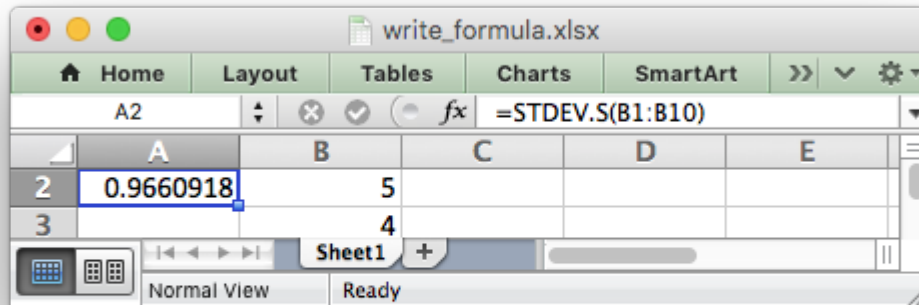 write_formula.xlsx
Home Layout Tables Charts SmartArt
A2 fx =STDEV.S(B1:B10)
A B C D E
2 0.9660918 5
3 4
Sheet1
Normal View Ready